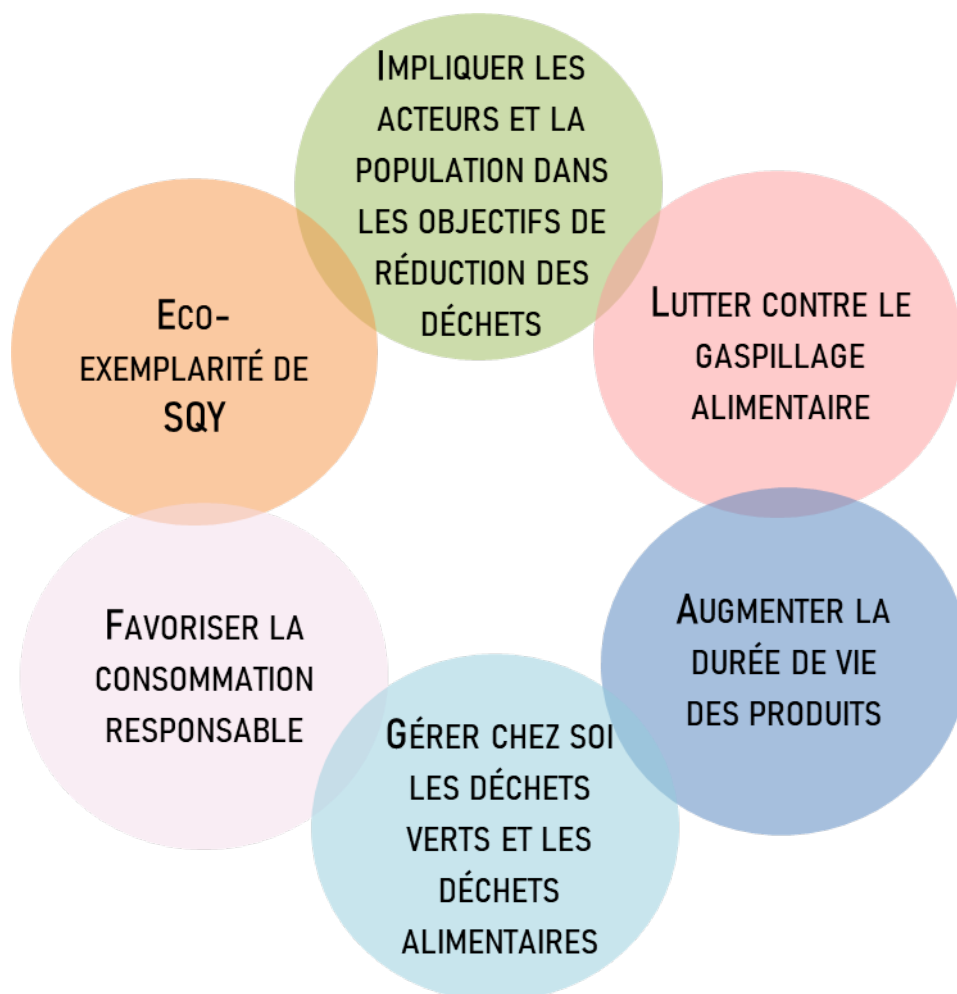 Impliquer les
acteurs et la
population dans
les objectifs de
réduction des
déchets
Lutter contre le
gaspillage
alimentaire
Augmenter la
durée de vie
des produits
Gérer chez soi
les déchets
verts et les
déchets
alimentaires
Favoriser la
consommation
responsable
Eco-
exemplarité de
SQY